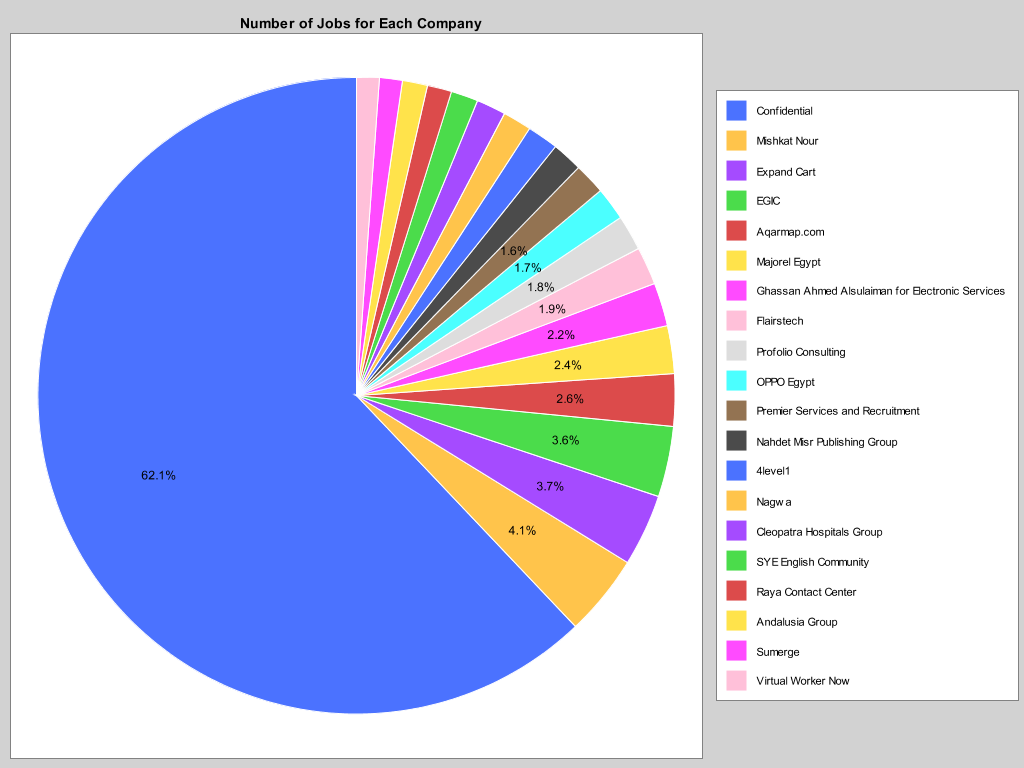 Number of Jobs for Each Company
1.6%
1.7%
1.8%
1.9%
2.2%
2.4%
2.6%
3.6%
3.7%
4.1%
62.1%
Confidential
Mishkat Nour
Expand Cart
EGIC
Aqarmap.com
Majorel Egypt
Ghassan Ahmed Alsulaiman for Electronic Services
Flairstech
Profolio Consulting
OPPO Egypt
Premier Services and Recruitment
Nahdet Misr Publishing Group
4level1
Nagwa
Cleopatra Hospitals Group
SYE English Community
Raya Contact Center
Andalusia Group
Sumerge
Virtual Worker Now